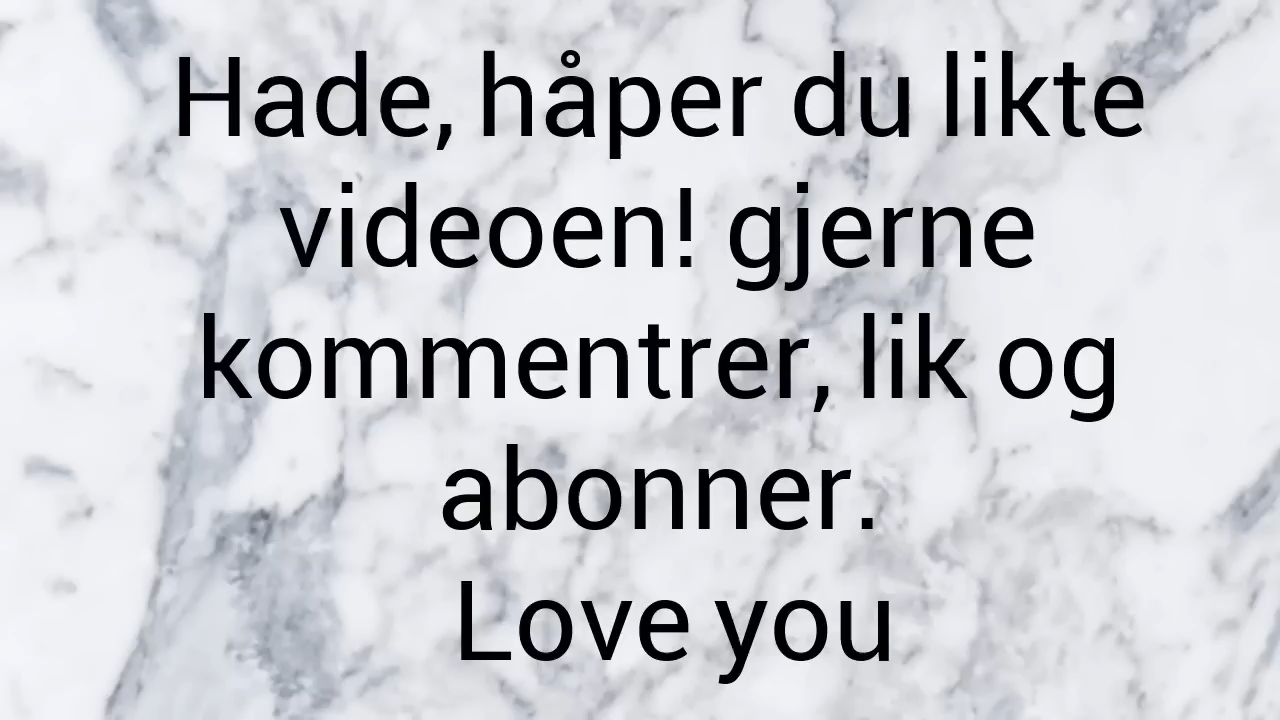 Hade, håper du likte
videoen! gjerne
kommentrer, lik og
abonner.
Love you